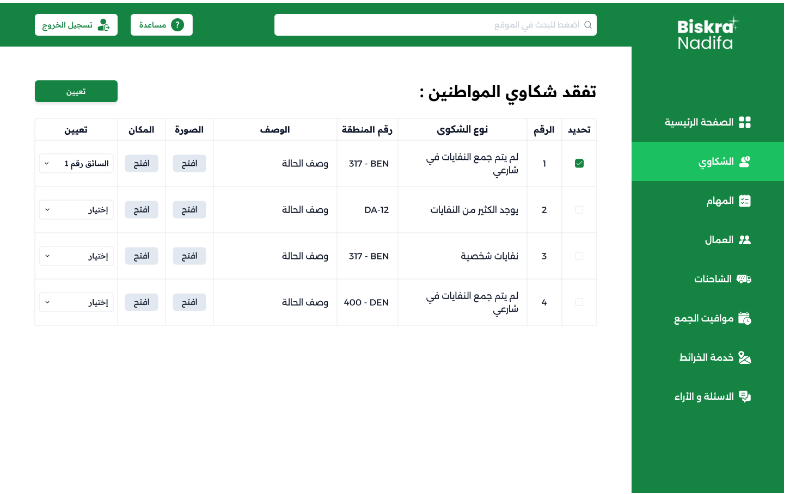 Biskra
Nadifa
اضغط للبحث في الموقع
مساعدة
تسجيل الخروج
الصفحة الرئيسية
الشكاوي
المهام
العمال
الشاحنات
مواقيت الجمع
خدمة الخرائط
الاسئلة و الآراء
تفقد شكاوي المواطنين :
تعيين
تحديد الرقم نوع الشكوى رقم المنطقة الوصف الصورة المكان تعيين
1 لم يتم جمع النفايات في شارعي 317 - BEN وصف الحالة افتح افتح السائق رقم 1
2 يوجد الكثير من النفايات DA-12 وصف الحالة افتح افتح إختيار
3 نفايات شخصية 317 - BEN وصف الحالة افتح افتح إختيار
4 لم يتم جمع النفايات في شارعي 400 - DEN وصف الحالة افتح افتح إختيار